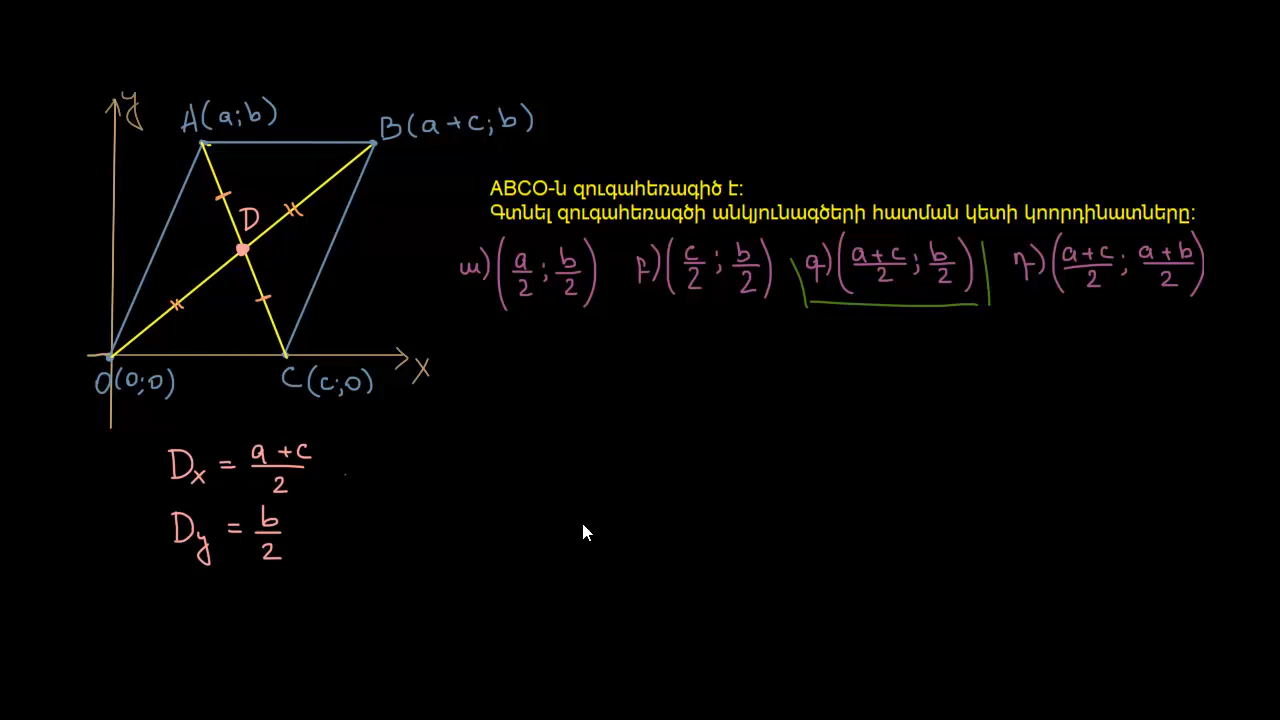 y
A(a;b)
B(a+c;b)
ABCO-ն զուգահեռագիծ է:
Գտնել զուգահեռագծի անկյունագծերի հատման կետի կոորդինատները:
D
ա)(a/2 ; b/2) բ)(c/2 ; b/2) գ)(a+c/2 ; b/2) դ)(a+c/2 ; a+b/2)
O(0;0)
C(c;0)
X
Dx = a+c/2
Dy = b/2